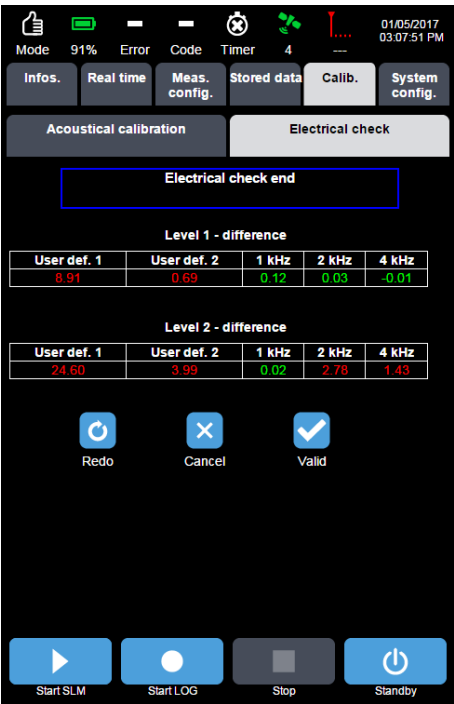 01/05/2017
03:07:51 PM
Mode 91% Error Code Timer 4 ---
Infos. Real time Meas. config. Stored data Calib. System config.
Acoustical calibration Electrical check
Electrical check end
Level 1 - difference
User def. 1 User def. 2 1 kHz 2 kHz 4 kHz
8.91 0.69 0.12 0.03 -0.01
Level 2 - difference
User def. 1 User def. 2 1 kHz 2 kHz 4 kHz
24.60 3.99 0.02 2.78 1.43
Redo Cancel Valid
Start SLM Start LOG Stop Standby